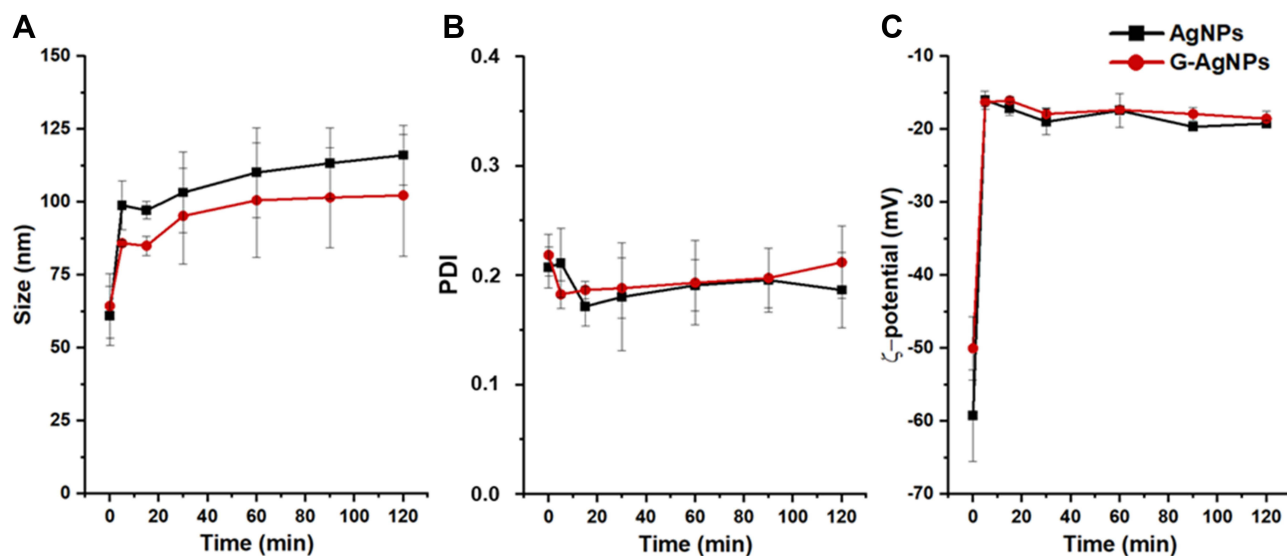 A
150
125
100
75
50
25
0
Size (nm)
0 20 40 60 80 100 120
Time (min)
B
0.4
0.3
0.2
0.1
0.0
PDI
0 20 40 60 80 100 120
Time (min)
C
AgNPs
G-AgNPs
-10
-20
-30
-40
-50
-60
-70
ζ-potential (mV)
0 20 40 60 80 100 120
Time (min)